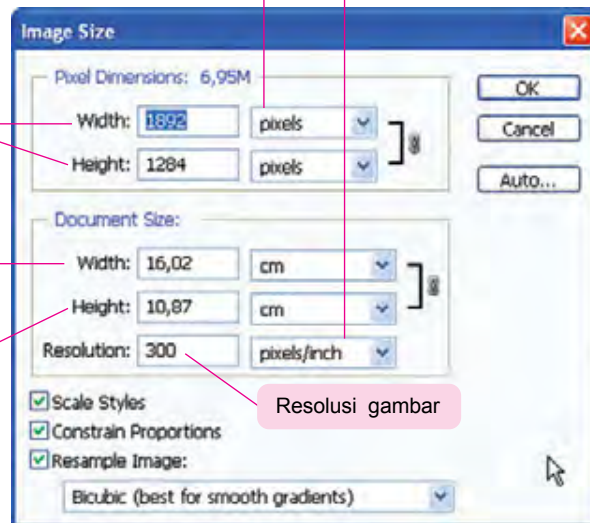 Image Size
Pixel Dimensions: 6,95M
Width: 1892 pixels
Height: 1284 pixels
OK
Cancel
Auto...
Document Size:
Width: 16,02 cm
Height: 10,87 cm
Resolution: 300 pixels/inch
Resolusi gambar
Scale Styles
Constrain Proportions
Resample Image:
Bicubic (best for smooth gradients)